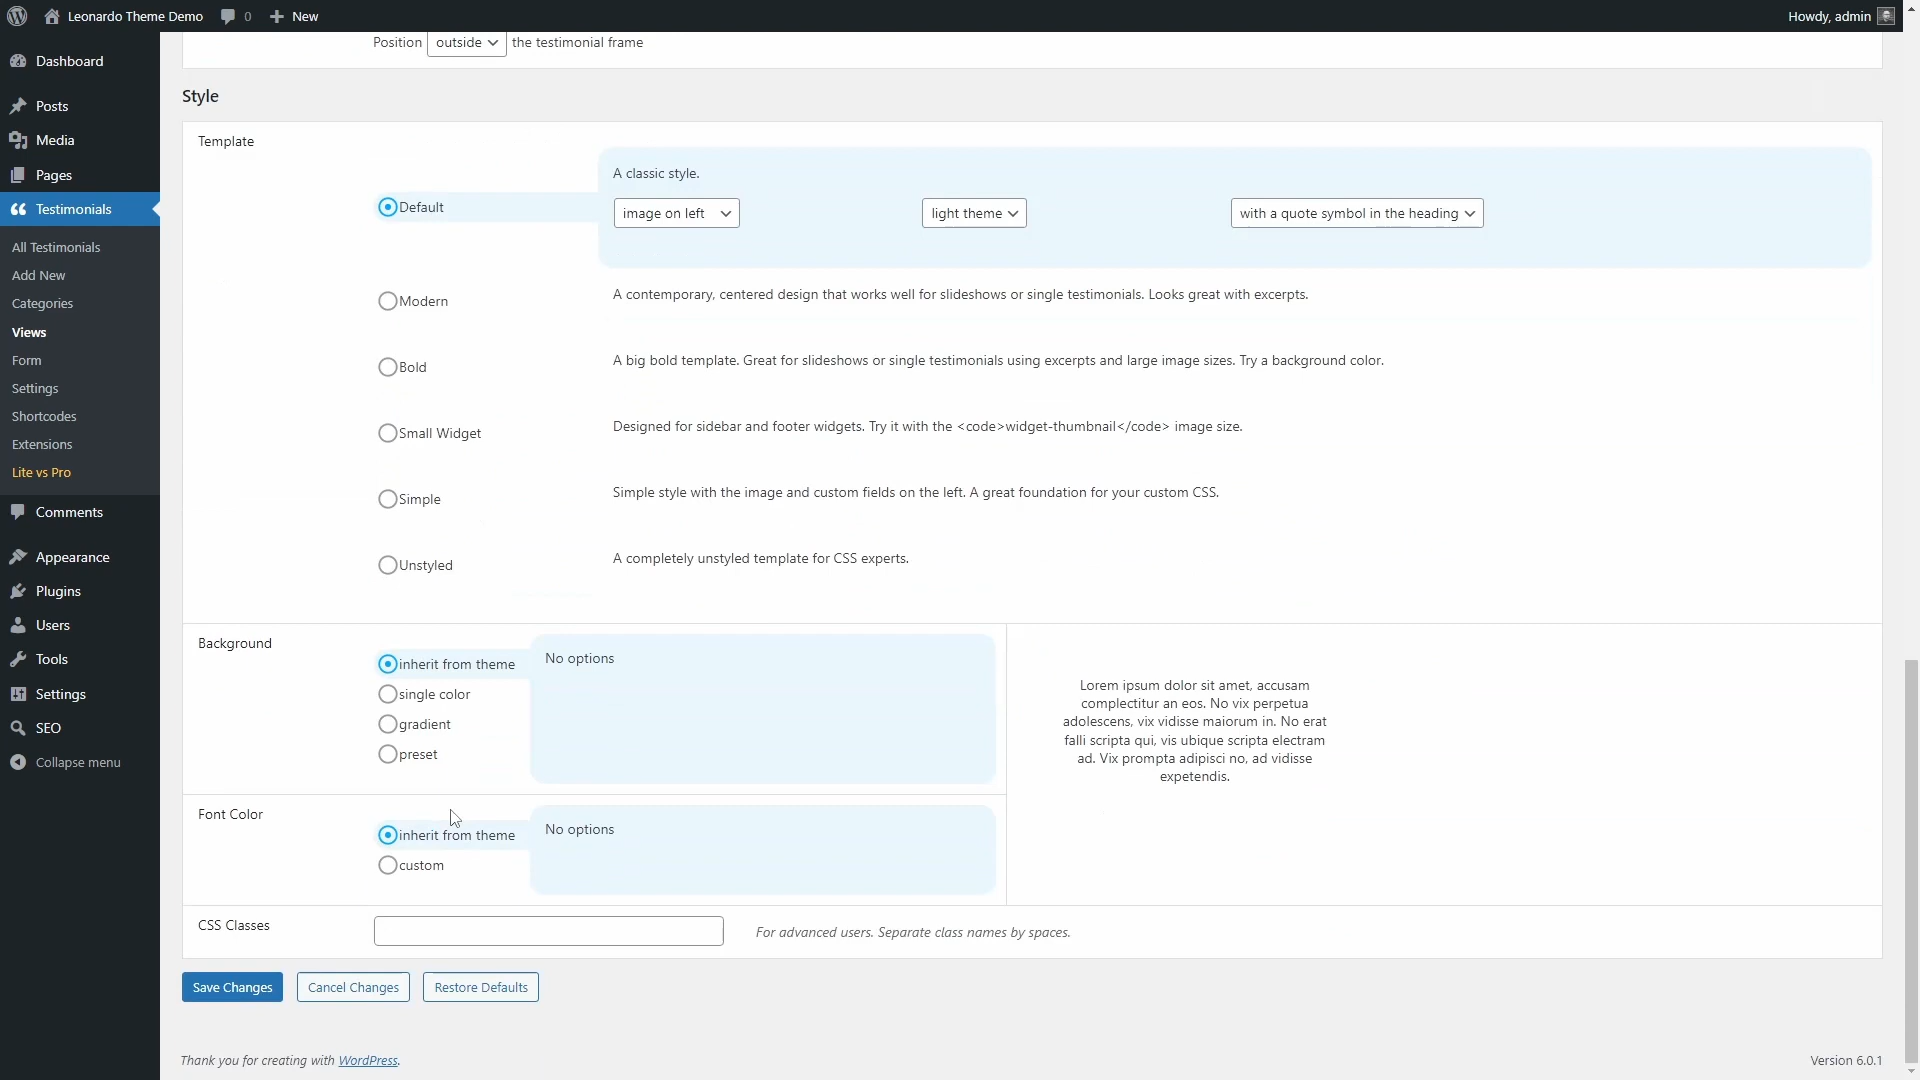 Leonardo Theme Demo 0 New Howdy, admin
Dashboard
Posts
Media
Pages
Testimonials
All Testimonials
Add New
Categories
Views
Form
Settings
Shortcodes
Extensions
Lite vs Pro
Comments
Appearance
Plugins
Users
Tools
Settings
SEO
Collapse menu
Position outside the testimonial frame
Style
Template
Default
A classic style.
image on left light theme with a quote symbol in the heading
Modern A contemporary, centered design that works well for slideshows or single testimonials. Looks great with excerpts.
Bold A big bold template. Great for slideshows or single testimonials using excerpts and large image sizes. Try a background color.
Small Widget Designed for sidebar and footer widgets. Try it with the <code>widget-thumbnail</code> image size.
Simple Simple style with the image and custom fields on the left. A great foundation for your custom CSS.
Unstyled A completely unstyled template for CSS experts.
Background
inherit from theme No options
single color
gradient
preset
Lorem ipsum dolor sit amet, accusam
complectitur an eos. No vix perpetua
adolescens, vix vidisse maiorum in. No erat
falli scripta qui, vis ubique scripta electram
ad. Vix prompta adipisci no, ad vidisse
expetendis.
Font Color
inherit from theme No options
custom
CSS Classes For advanced users. Separate class names by spaces.
Save Changes Cancel Changes Restore Defaults
Thank you for creating with WordPress. Version 6.0.1